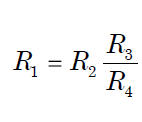 R₁ = R₂ R₃/R₄